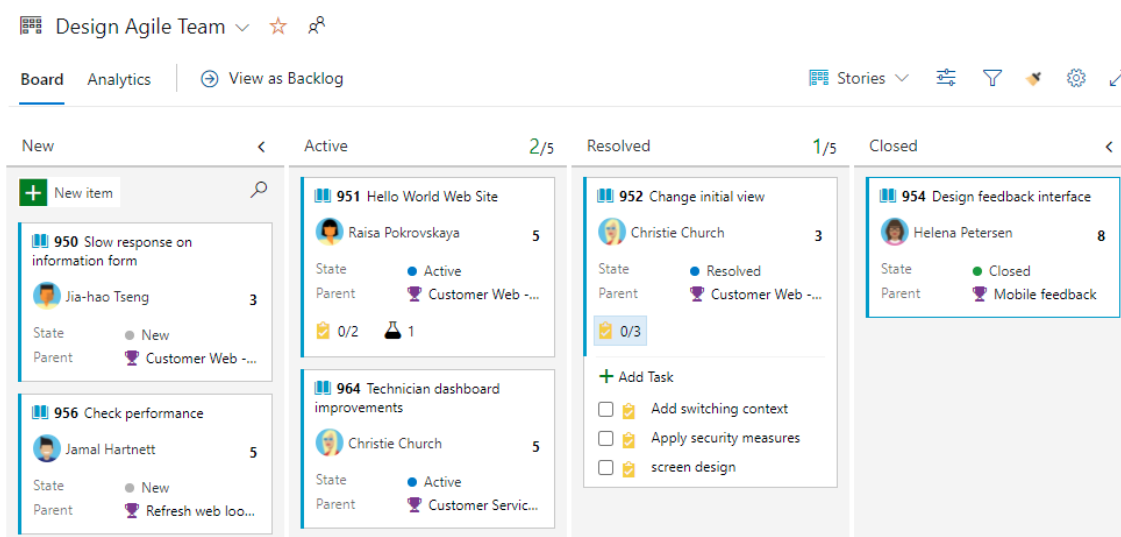 Design Agile Team
Board Analytics View as Backlog Stories
New
New item
950 Slow response on
information form
Jia-hao Tseng 3
State New
Parent Customer Web -...
956 Check performance
Jamal Hartnett 5
State New
Parent Refresh web loo...
Active 2/5
951 Hello World Web Site
Raisa Pokrovskaya 5
State Active
Parent Customer Web -...
0/2 1
964 Technician dashboard
improvements
Christie Church 5
State Active
Parent Customer Servic...
Resolved 1/5
952 Change initial view
Christie Church 3
State Resolved
Parent Customer Web -...
0/3
Add Task
Add switching context
Apply security measures
screen design
Closed
954 Design feedback interface
Helena Petersen 8
State Closed
Parent Mobile feedback